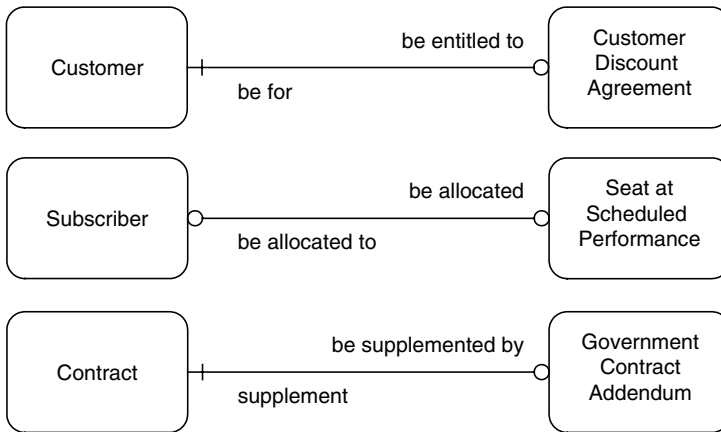 be entitled to
Customer
Customer
Discount
Agreement
be for
be allocated
Subscriber
Seat at
Scheduled
Performance
be allocated to
be supplemented by
Contract
Government
Contract
Addendum
supplement